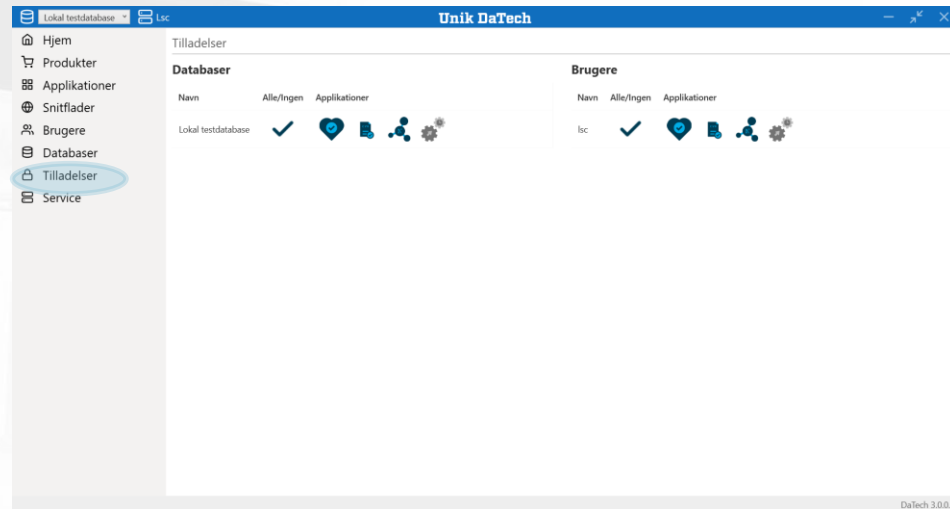 Lokal testdatabase Lsc Unik DaTech
Hjem
Produkter
Applikationer
Snitflader
Brugere
Databaser
Tilladelser
Service
Tilladelser
Databaser
Navn Alle/Ingen Applikationer
Lokal testdatabase
Brugere
Navn Alle/Ingen Applikationer
lsc
DaTech 3.0.0.